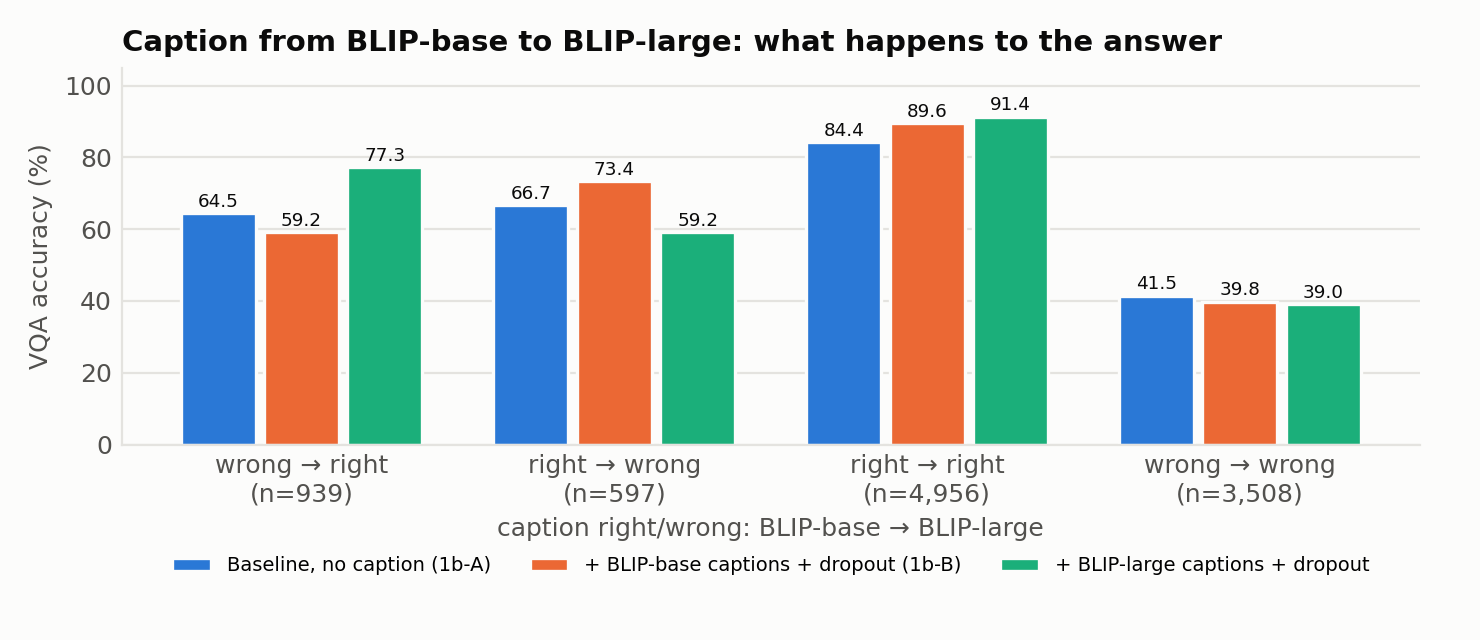 Caption from BLIP-base to BLIP-large: what happens to the answer
VQA accuracy (%)
100
80
60
40
20
0
64.5
59.2
77.3
66.7
73.4
59.2
84.4
89.6
91.4
41.5
39.8
39.0
wrong → right
(n=939)
right → wrong
(n=597)
right → right
(n=4,956)
wrong → wrong
(n=3,508)
caption right/wrong: BLIP-base → BLIP-large
Baseline, no caption (1b-A)
+ BLIP-base captions + dropout (1b-B)
+ BLIP-large captions + dropout